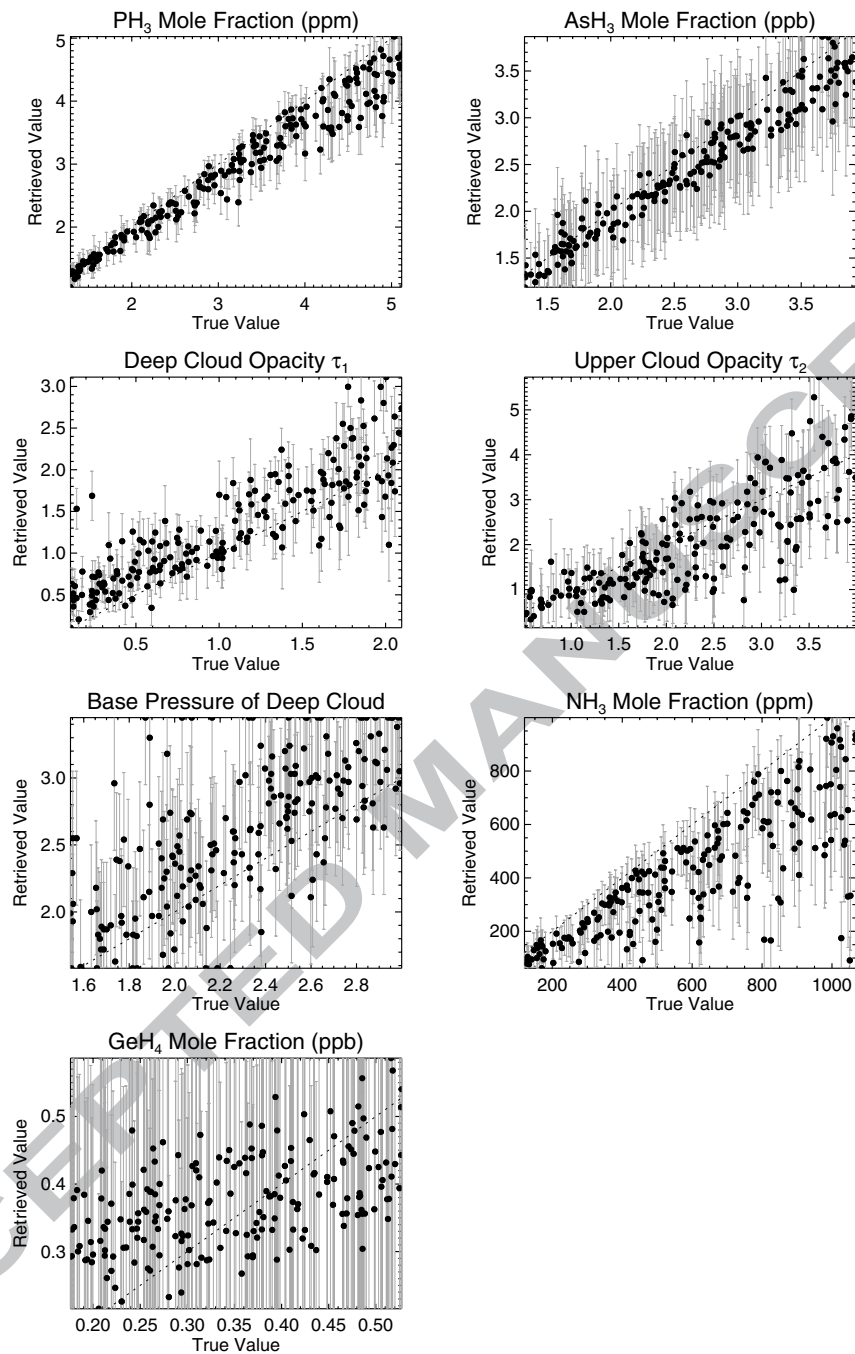 PH₃ Mole Fraction (ppm)
5
4
3
2
Retrieved Value
2 3 4 5
True Value
AsH₃ Mole Fraction (ppb)
3.5
3.0
2.5
2.0
1.5
Retrieved Value
1.5 2.0 2.5 3.0 3.5
True Value
Deep Cloud Opacity τ₁
3.0
2.5
2.0
1.5
1.0
0.5
Retrieved Value
0.5 1.0 1.5 2.0
True Value
Upper Cloud Opacity τ₂
5
4
3
2
1
Retrieved Value
1.0 1.5 2.0 2.5 3.0 3.5
True Value
Base Pressure of Deep Cloud
3.0
2.5
2.0
Retrieved Value
1.6 1.8 2.0 2.2 2.4 2.6 2.8
True Value
NH₃ Mole Fraction (ppm)
800
600
400
200
Retrieved Value
200 400 600 800 1000
True Value
GeH₄ Mole Fraction (ppb)
0.5
0.4
0.3
Retrieved Value
0.20 0.25 0.30 0.35 0.40 0.45 0.50
True Value
CEPTED MANUSCE